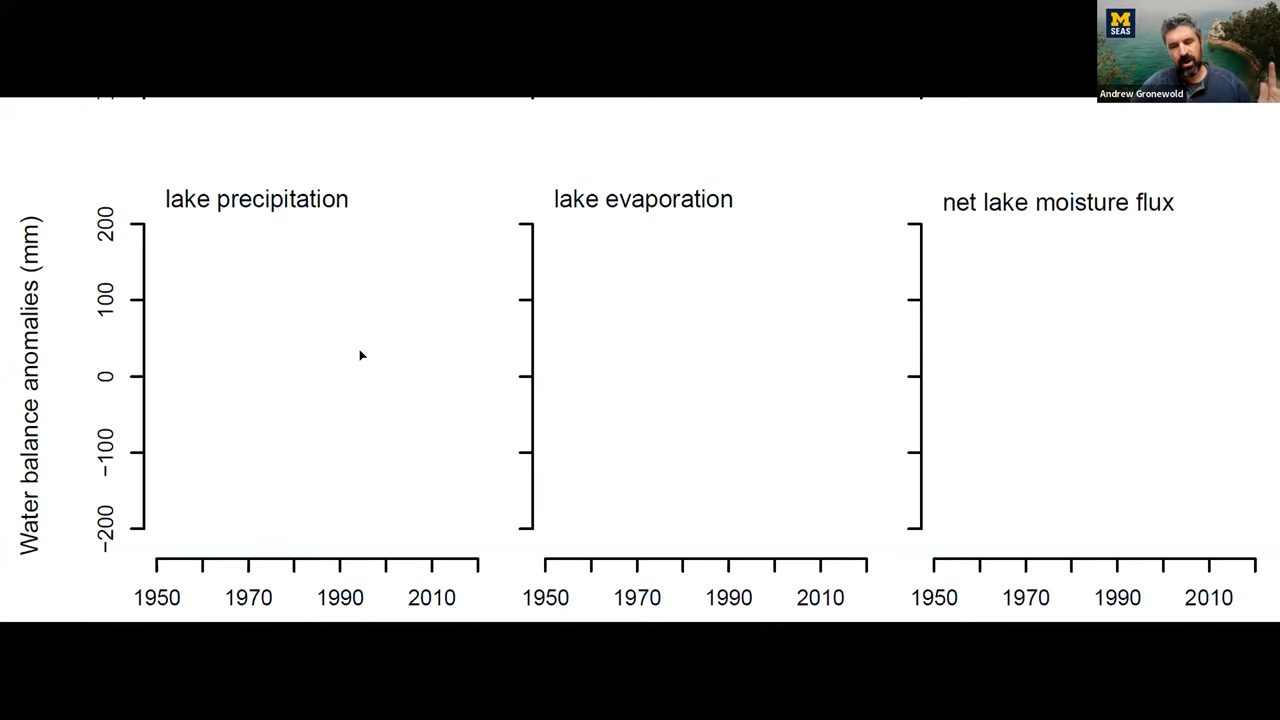 M
SEAS
Andrew Gronewold
lake precipitation
lake evaporation
net lake moisture flux
Water balance anomalies (mm)
200
100
0
−100
−200
1950 1970 1990 2010
1950 1970 1990 2010
1950 1970 1990 2010